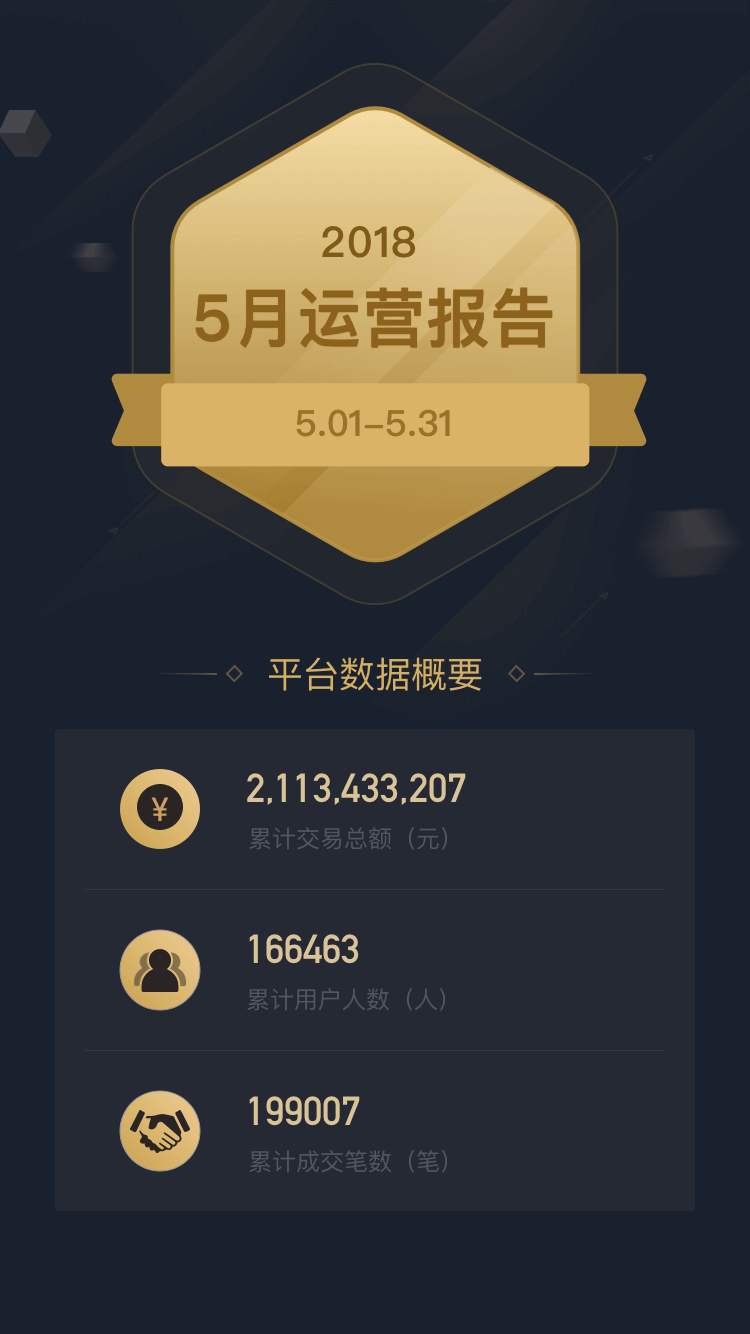 2018
5月运营报告
5.01–5.31
平台数据概要
¥
2,113,433,207
累计交易总额（元）
166463
累计用户人数（人）
199007
累计成交笔数（笔）